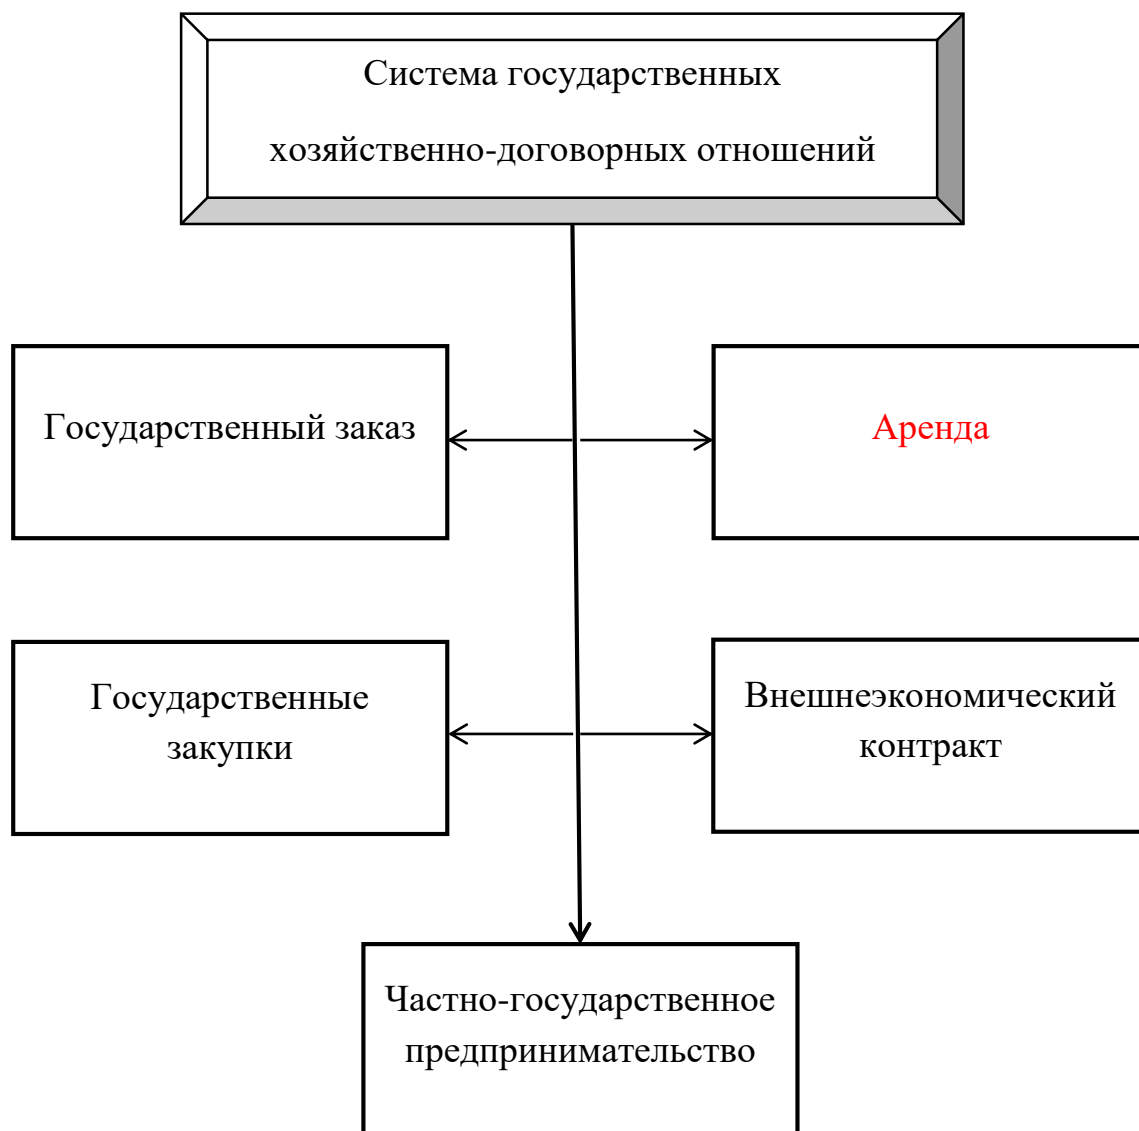 Система государственных
хозяйственно-договорных отношений
Государственный заказ
Аренда
Государственные
закупки
Внешнеэкономический
контракт
Частно-государственное
предпринимательство